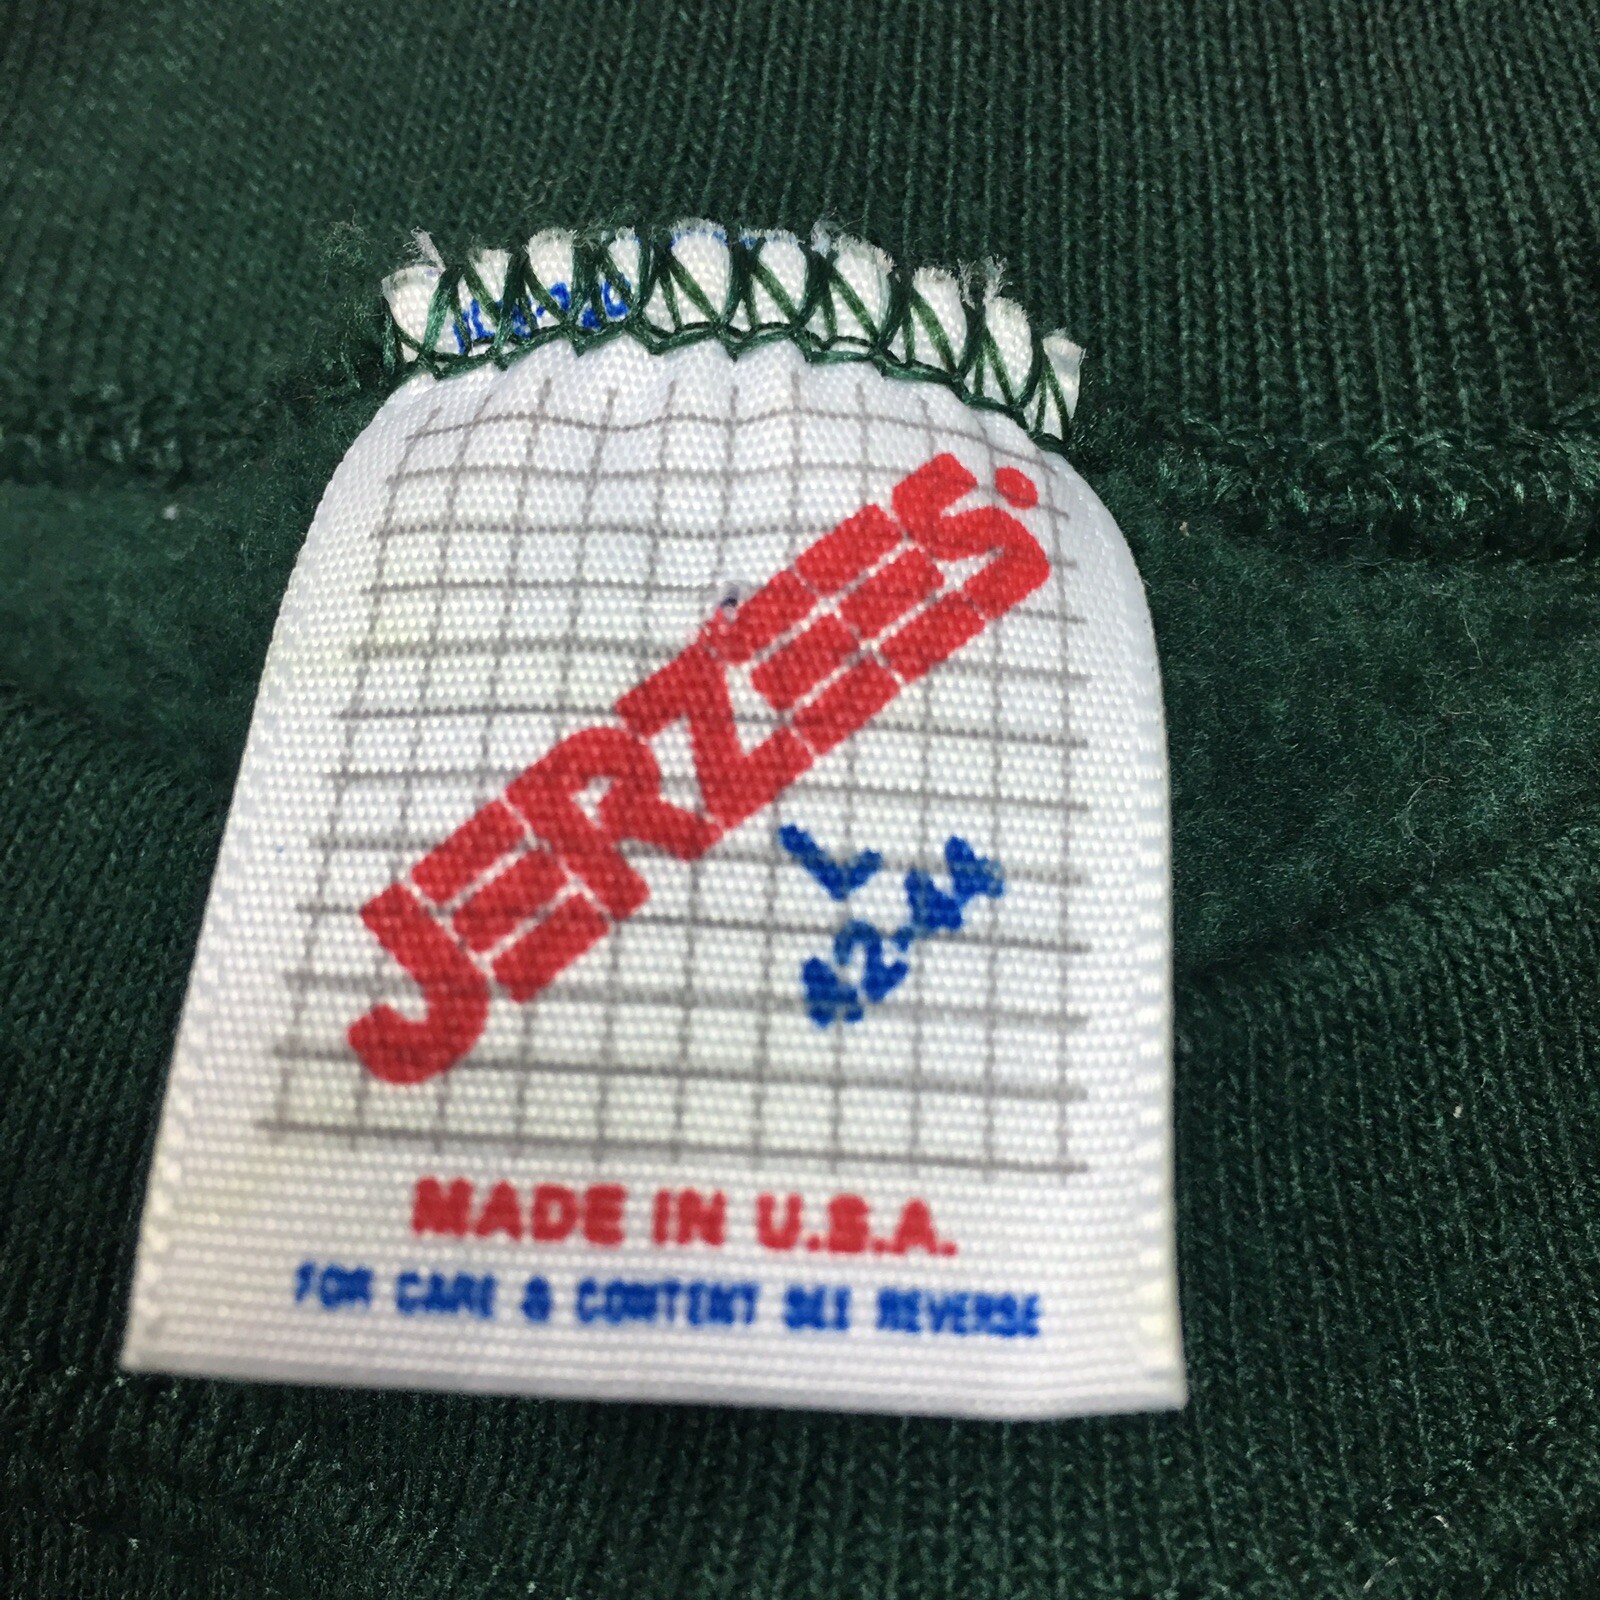 JERZEES.
L
42-44
MADE IN U.S.A.
FOR CARE & CONTENT SEE REVERSE